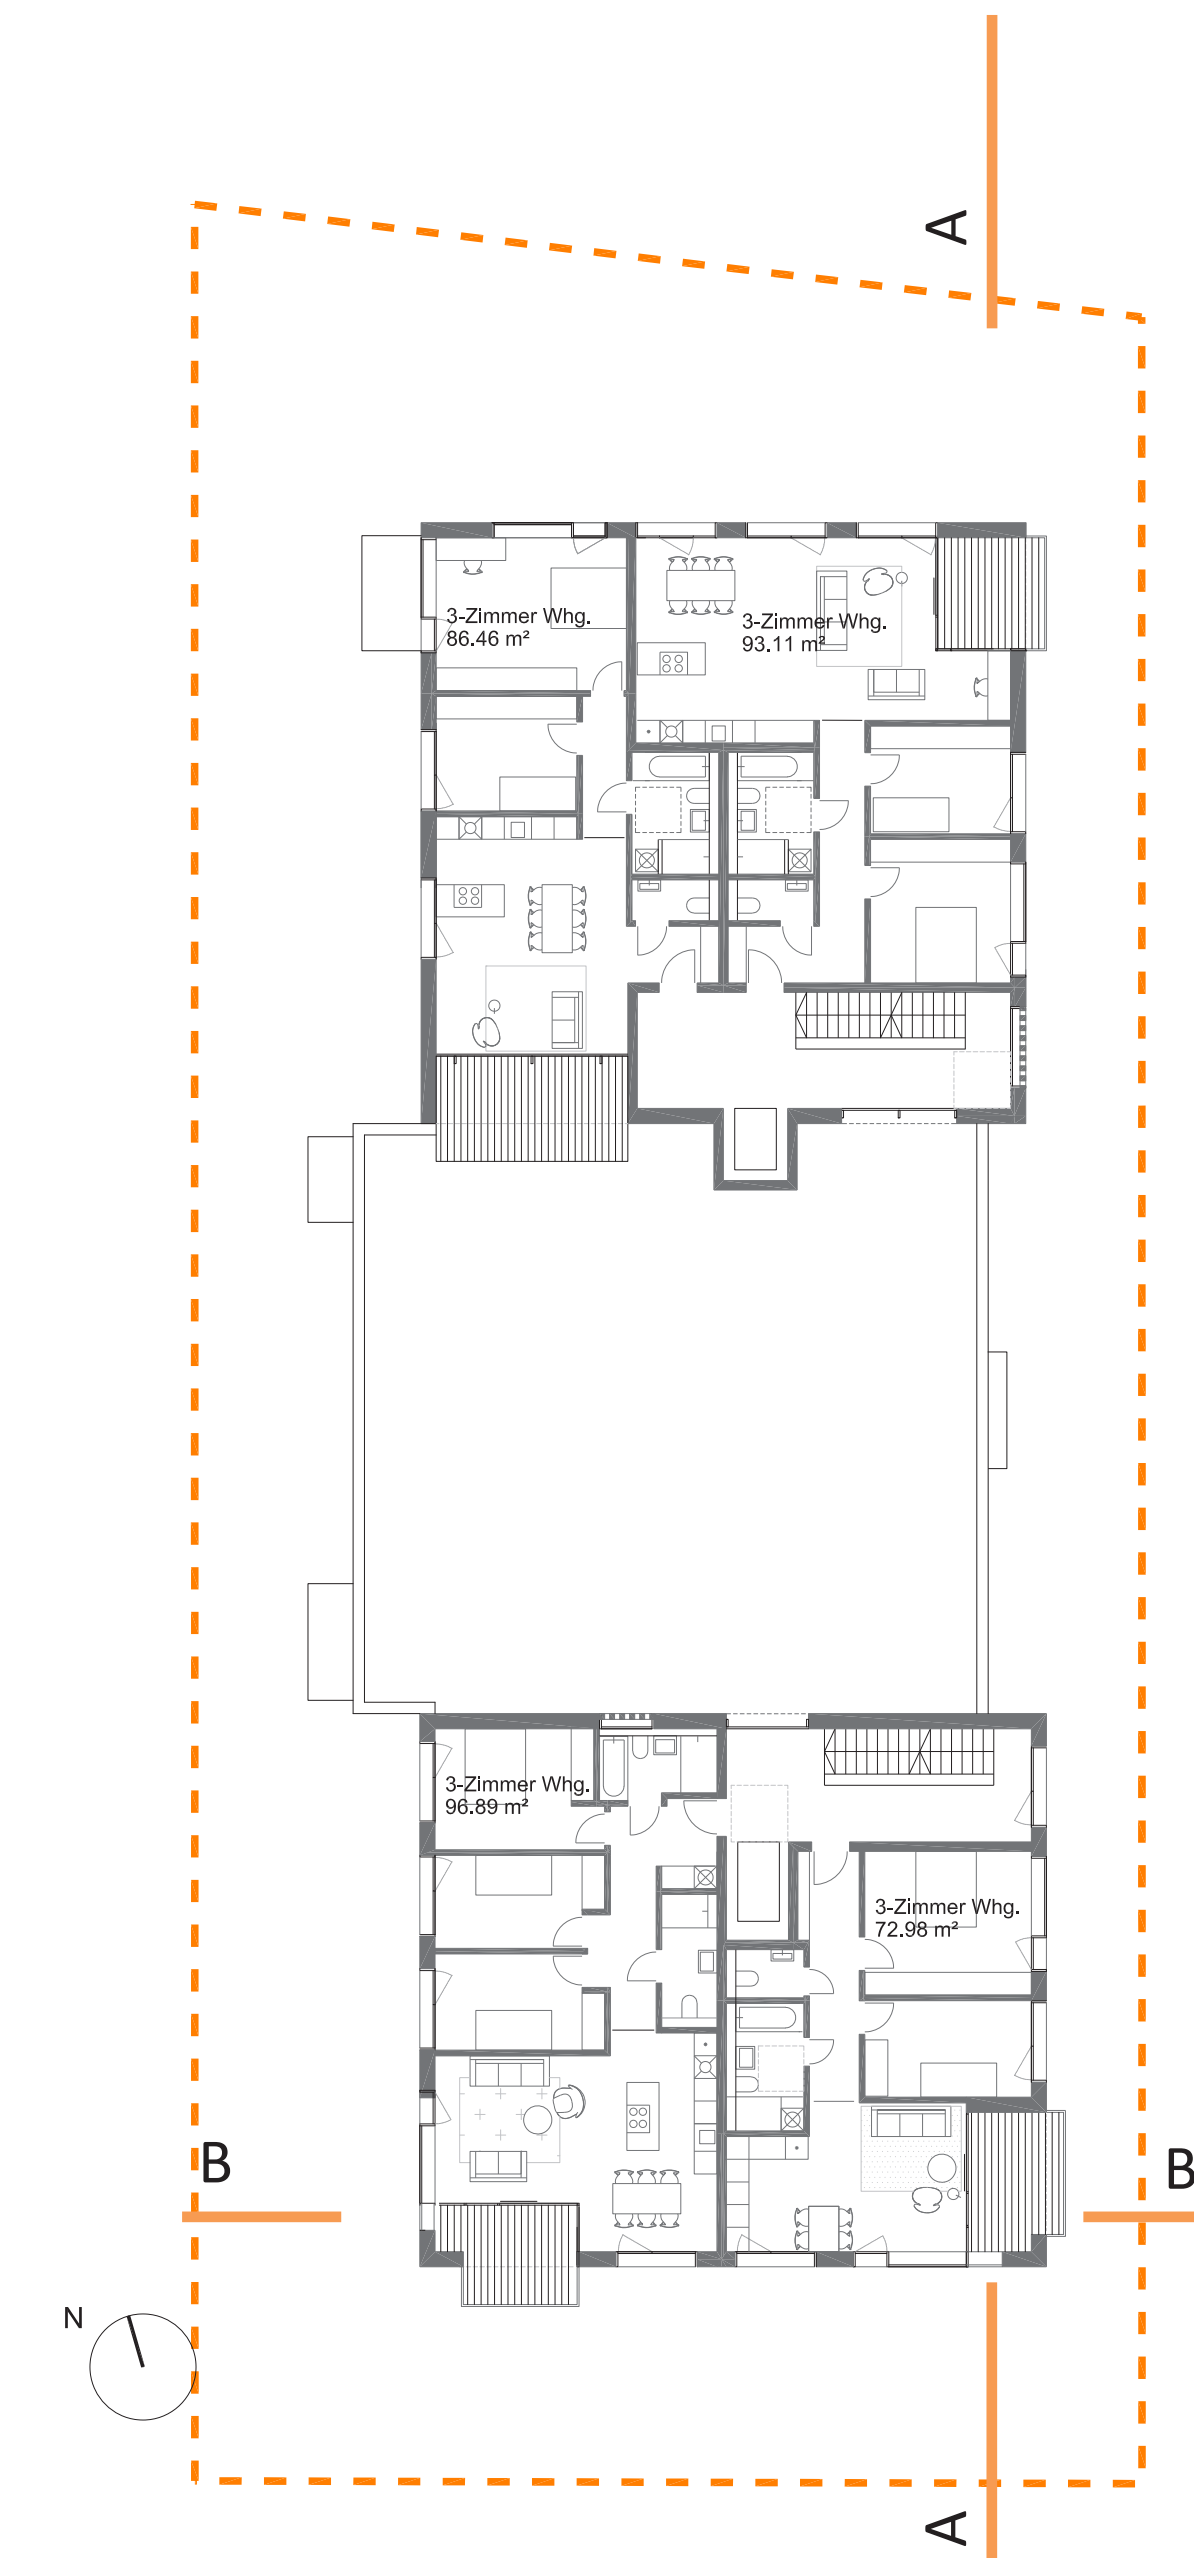 A
3-Zimmer Whg.
86.46 m²
3-Zimmer Whg.
93.11 m²
3-Zimmer Whg.
96.89 m²
3-Zimmer Whg.
72.98 m²
B
B
N
A